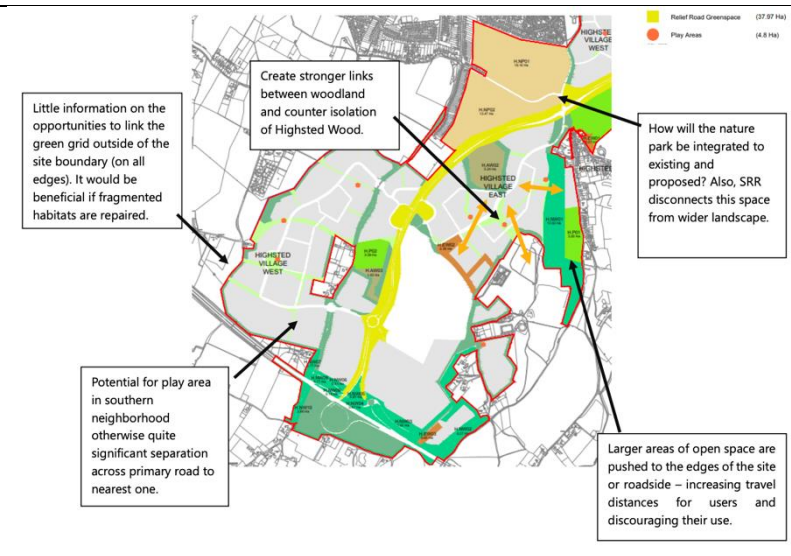 Relief Road Greenspace (37.97 Ha)
Play Areas (4.8 Ha)
HIGHSTED
VILLAGE
WEST
Create stronger links
between woodland
and counter isolation
of Highsted Wood.
Little information on the
opportunities to link the
green grid outside of the
site boundary (on all
edges). It would be
beneficial if fragmented
habitats are repaired.
How will the nature
park be integrated to
existing and
proposed? Also, SRR
disconnects this space
from wider landscape.
HIGHSTED
VILLAGE
EAST
HIGHSTED
VILLAGE
WEST
Potential for play area
in southern
neighborhood
otherwise quite
significant separation
across primary road to
nearest one.
Larger areas of open space are
pushed to the edges of the site
or roadside – increasing travel
distances for users and
discouraging their use.